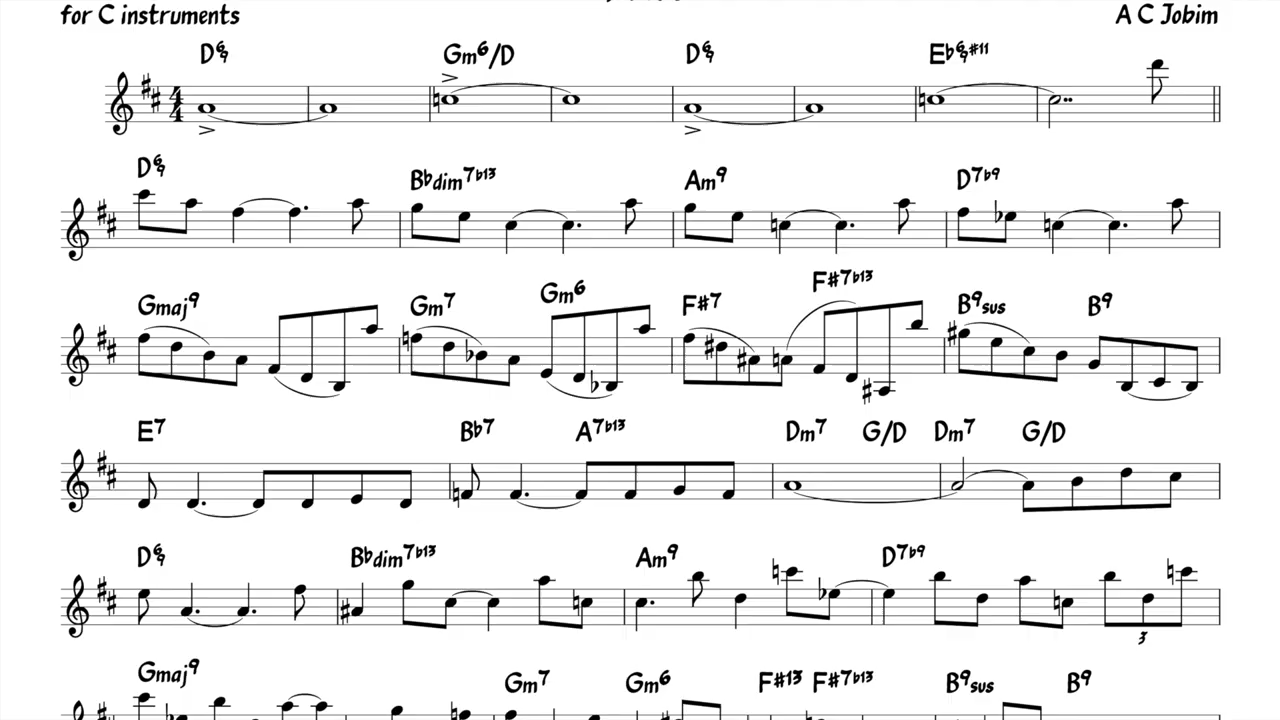 for C instruments A C Jobim
D6/9 Gm6/D D6/9 Eb6/9#11
D6/9 Bbdim7b13 Am9 D7b9
Gmaj9 Gm7 Gm6 F#7 F#7b13 B9sus B9
E7 Bb7 A7b13 Dm7 G/D Dm7 G/D
D6/9 Bbdim7b13 Am9 D7b9
3
Gmaj9 Gm7 Gm6 F#13 F#7b13 B9sus B9